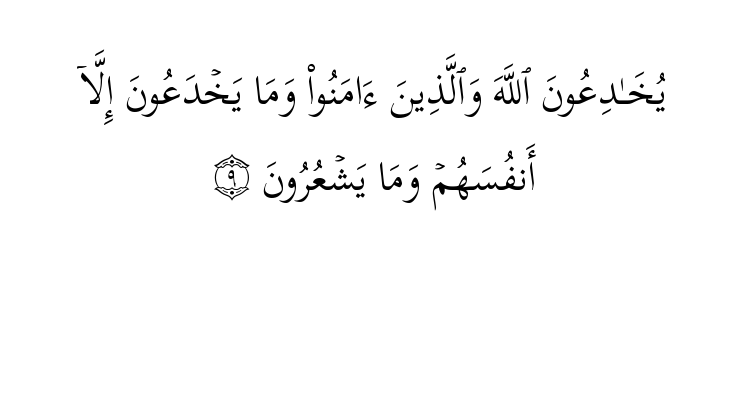 يُخَـٰدِعُونَ ٱللَّهَ وَٱلَّذِينَ ءَامَنُوا۟ وَمَا يَخْدَعُونَ إِلَّآ
أَنفُسَهُمْ وَمَا يَشْعُرُونَ ۝٩